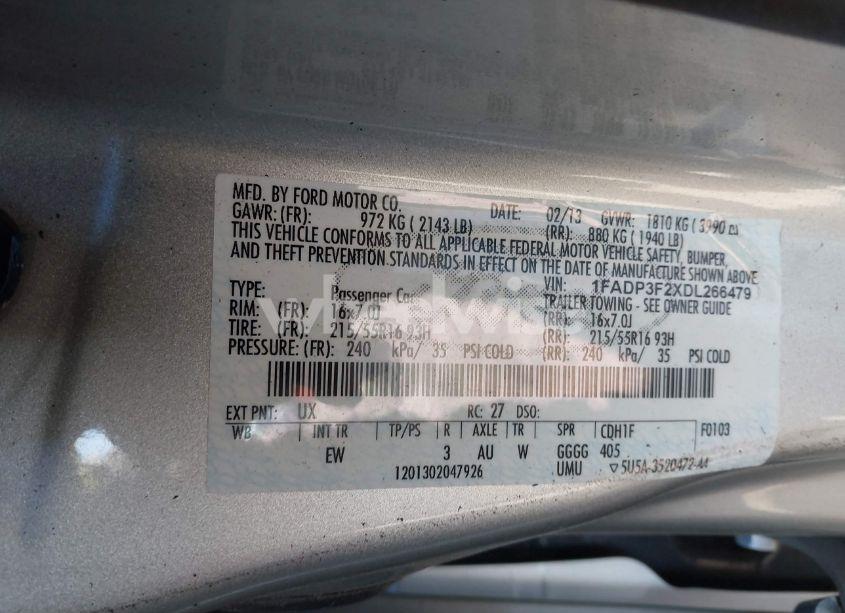 MFD. BY FORD MOTOR CO. DATE: 02/13 GVWR: 1810 KG ( 3990 LB
GAWR: (FR): 972 KG ( 2143 LB) (RR): 880 KG ( 1940 LB)
THIS VEHICLE CONFORMS TO ALL APPLICABLE FEDERAL MOTOR VEHICLE SAFETY, BUMPER,
AND THEFT PREVENTION STANDARDS IN EFFECT ON THE DATE OF MANUFACTURE SHOWN ABOVE
VIN: 1FADP3F2XDL266479
TYPE: Passenger Car TRAILER TOWING - SEE OWNER GUIDE
RIM: (FR): 16x7.0J (RR): 16x7.0J
TIRE: (FR): 215/55R16 93H (RR): 215/55R16 93H
PRESSURE: (FR): 240 kPa/ 35 PSI COLD (RR): 240 kPa/ 35 PSI COLD
EXT PNT: UX RC: 27 DSO:
WB INT TR TP/PS R AXLE TR SPR CDH1F F0103
EW 3 AU W GGGG 405
1201302047926 UMU ▽5U5A-3520472-AA